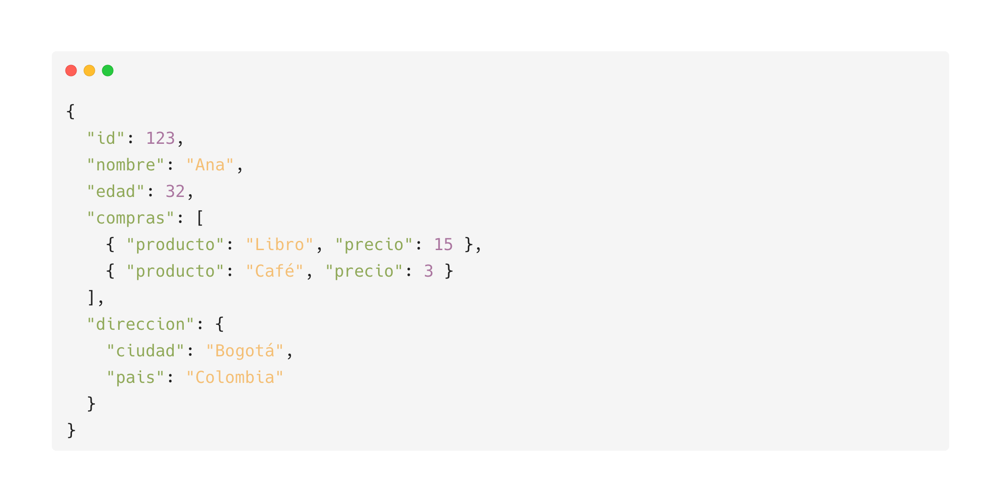 {
  "id": 123,
  "nombre": "Ana",
  "edad": 32,
  "compras": [
    { "producto": "Libro", "precio": 15 },
    { "producto": "Café", "precio": 3 }
  ],
  "direccion": {
    "ciudad": "Bogotá",
    "pais": "Colombia"
  }
}